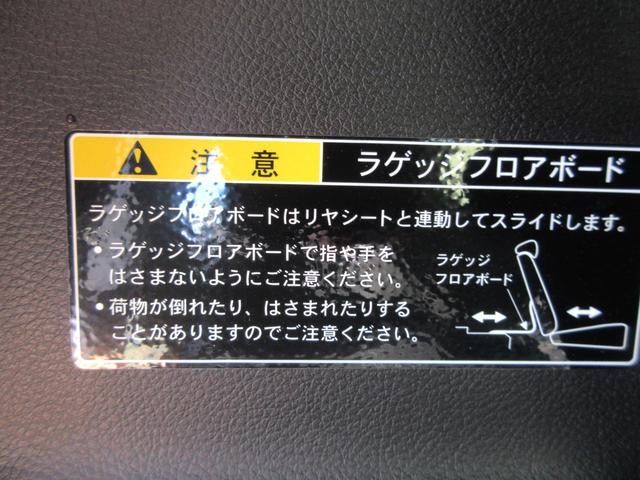 注意
ラゲッジフロアボード
ラゲッジフロアボードはリヤシートと連動してスライドします。
・ラゲッジフロアボードで指や手を
はさまないようにご注意ください。
・荷物が倒れたり、はさまれたりする
ことがありますのでご注意ください。
ラゲッジ
フロアボード